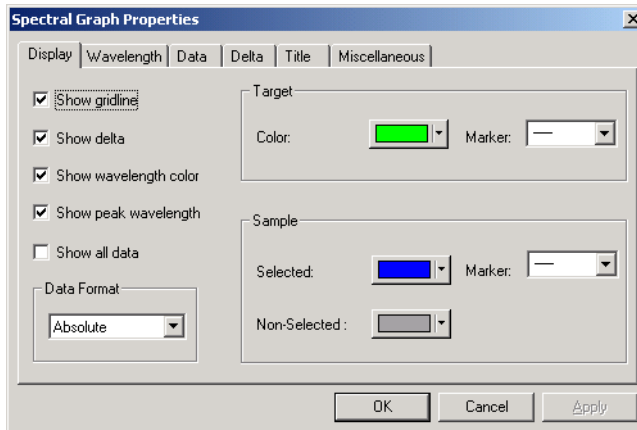 Spectral Graph Properties
Display Wavelength Data Delta Title Miscellaneous
Show gridline
Show delta
Show wavelength color
Show peak wavelength
Show all data
Data Format
Absolute
Target
Color: Marker:
Sample
Selected: Marker:
Non-Selected :
OK Cancel Apply